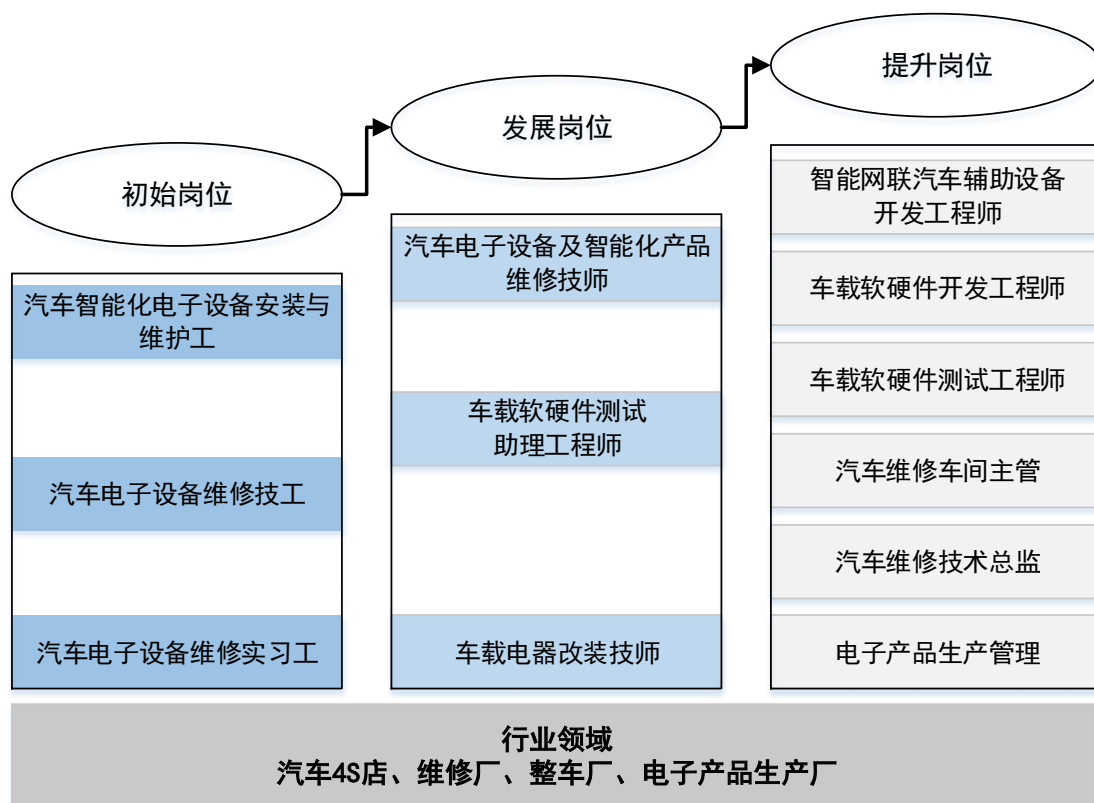 初始岗位
汽车智能化电子设备安装与
维护工
汽车电子设备维修技工
汽车电子设备维修实习工
发展岗位
汽车电子设备及智能化产品
维修技师
车载软硬件测试
助理工程师
车载电器改装技师
提升岗位
智能网联汽车辅助设备
开发工程师
车载软硬件开发工程师
车载软硬件测试工程师
汽车维修车间主管
汽车维修技术总监
电子产品生产管理
行业领域
汽车4S店、维修厂、整车厂、电子产品生产厂